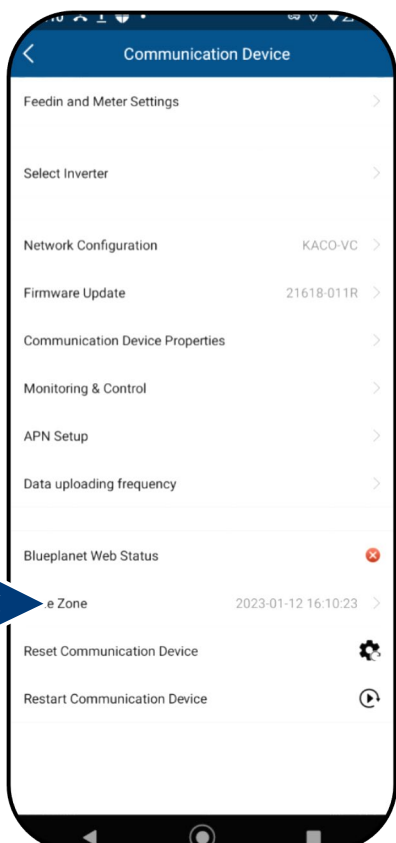 Communication Device
Feedin and Meter Settings
Select Inverter
Network Configuration KACO-VC
Firmware Update 21618-011R
Communication Device Properties
Monitoring & Control
APN Setup
Data uploading frequency
Blueplanet Web Status
Zone 2023-01-12 16:10:23
Reset Communication Device
Restart Communication Device